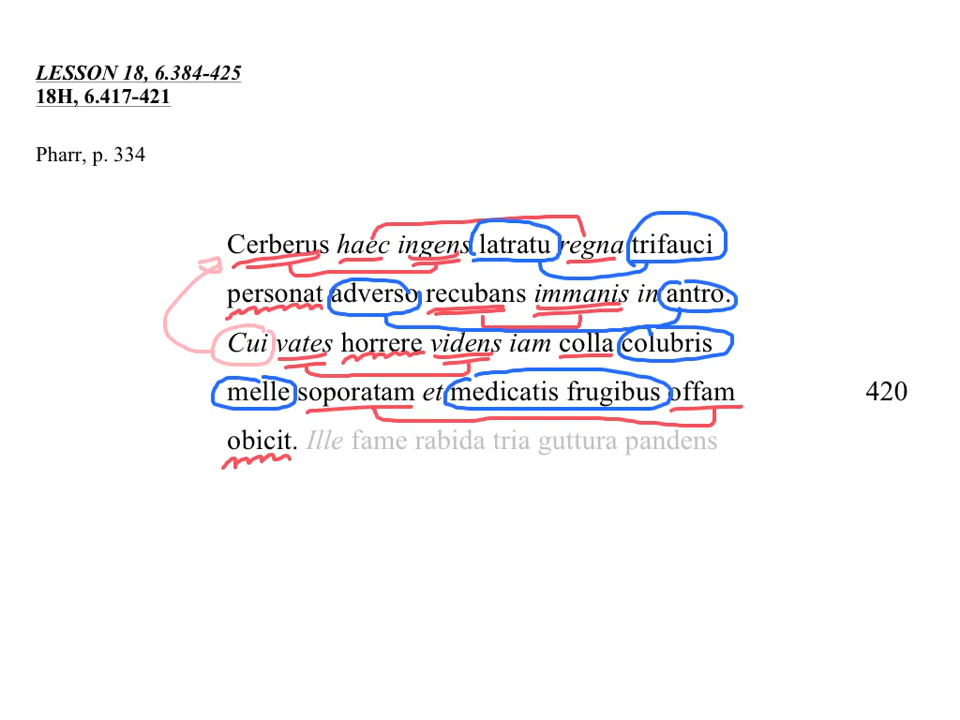 LESSON 18, 6.384-425
18H, 6.417-421
Pharr, p. 334
Cerberus haec ingens latratu regna trifauci
personat adverso recubans immanis in antro.
Cui vates horrere videns iam colla colubris
melle soporatam et medicatis frugibus offam 420
obicit. Ille fame rabida tria guttura pandens